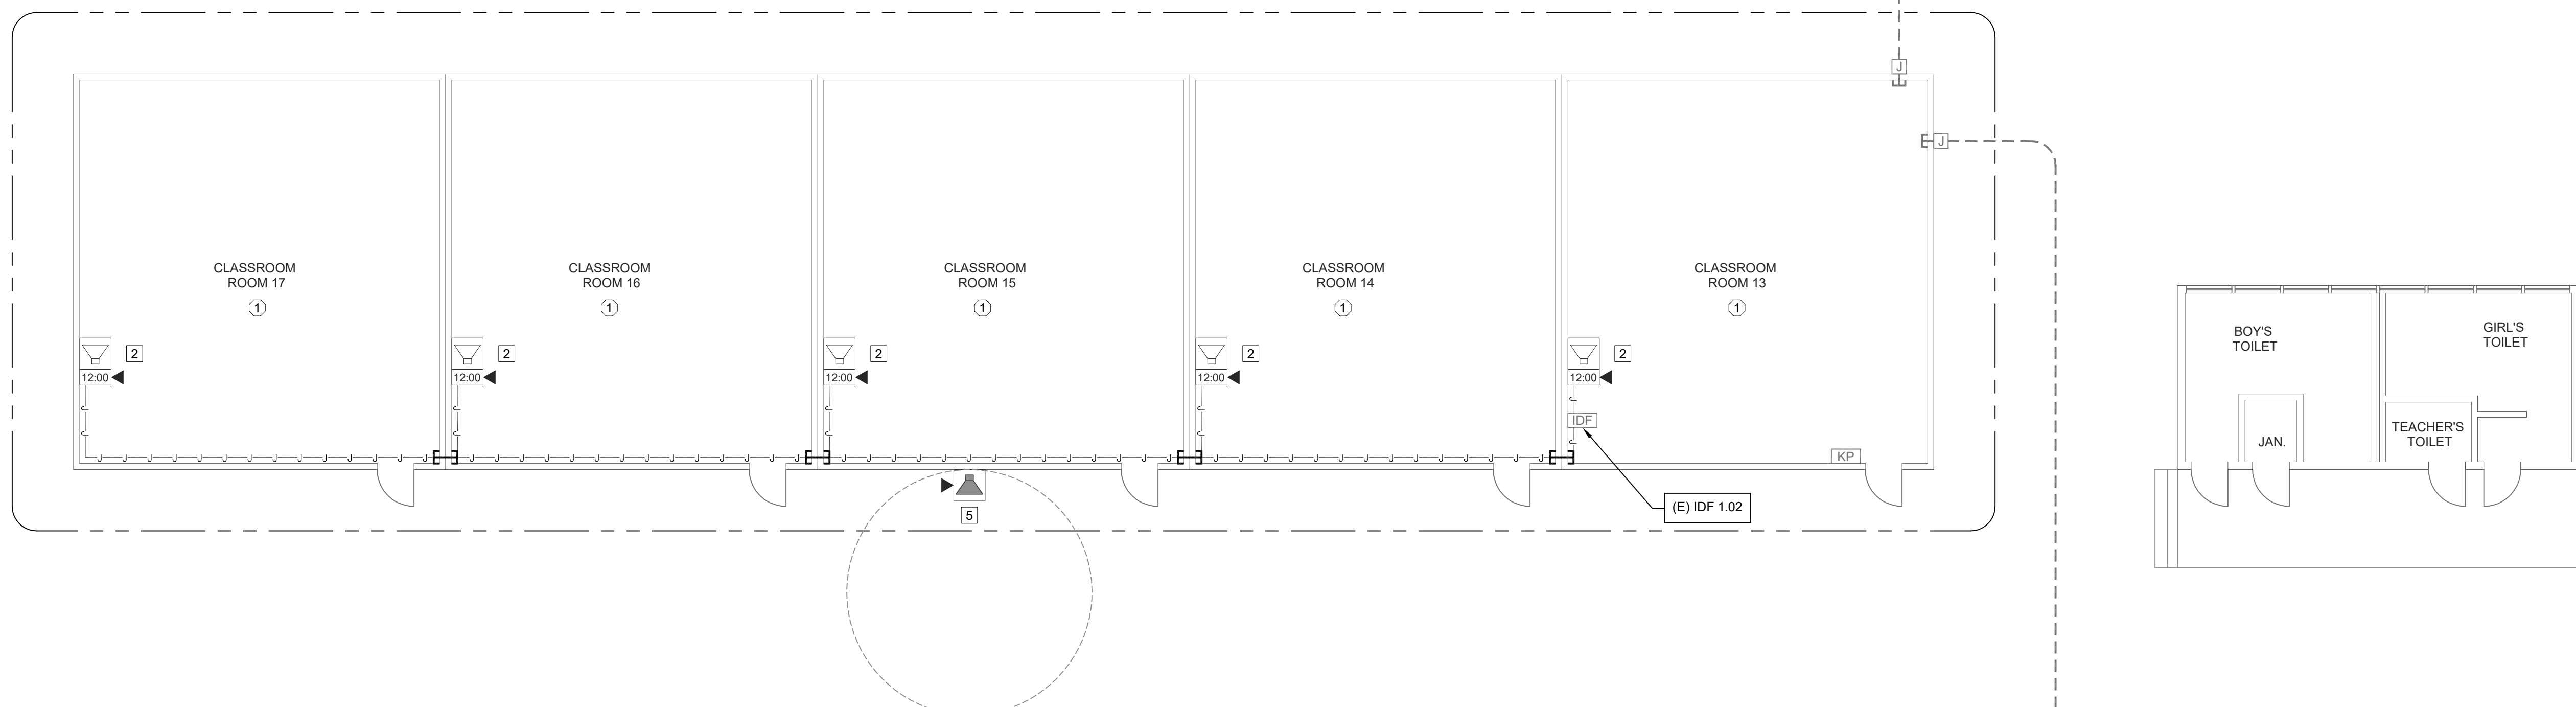 J
J
CLASSROOM
ROOM 17
1
CLASSROOM
ROOM 16
1
CLASSROOM
ROOM 15
1
CLASSROOM
ROOM 14
1
CLASSROOM
ROOM 13
1
2
12:00
2
12:00
2
12:00
2
12:00
2
12:00
IDF
KP
(E) IDF 1.02
5
BOY'S
TOILET
GIRL'S
TOILET
JAN.
TEACHER'S
TOILET